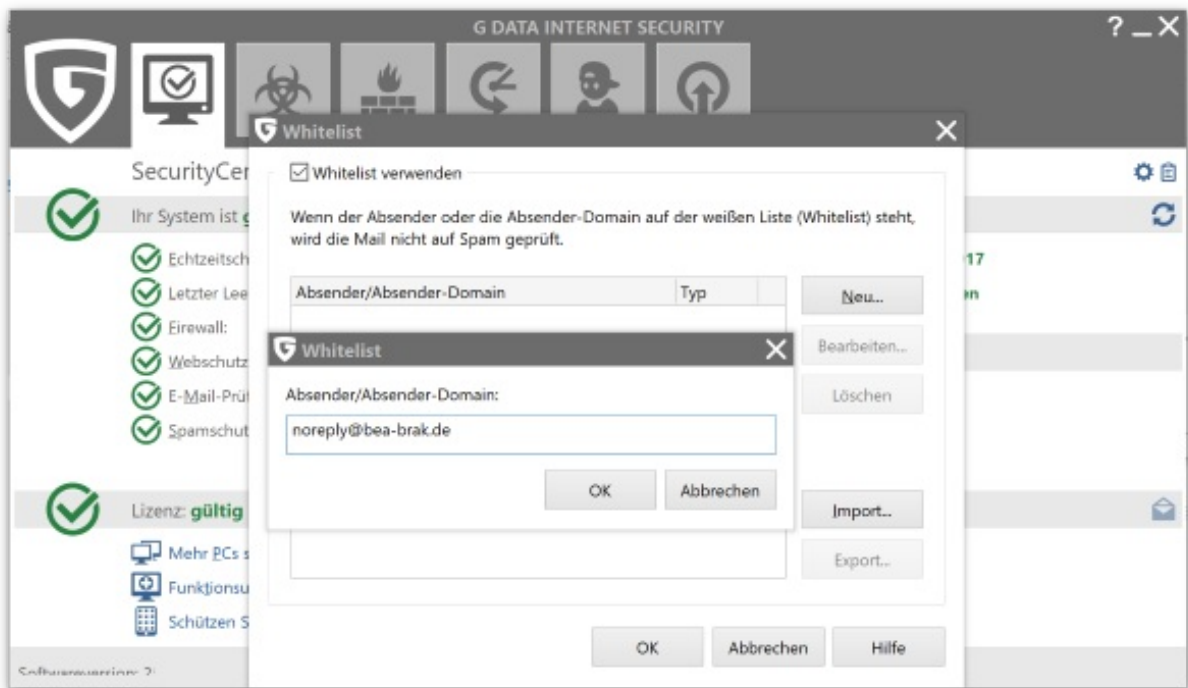 G DATA INTERNET SECURITY
Whitelist
SecurityCer
Whitelist verwenden
Ihr System ist g
Wenn der Absender oder die Absender-Domain auf der weißen Liste (Whitelist) steht,
wird die Mail nicht auf Spam geprüft.
Echtzeitsch
17
Absender/Absender-Domain Typ
Neu...
Letzter Lee
en
Firewall:
Whitelist
Bearbeiten...
Webschutz
E-Mail-Prüf
Absender/Absender-Domain:
Löschen
Spamschut
noreply@bea-brak.de
OK Abbrechen
Lizenz: gültig
Import...
Mehr PCs s
Export...
Funktionsu
Schützen S
OK Abbrechen Hilfe